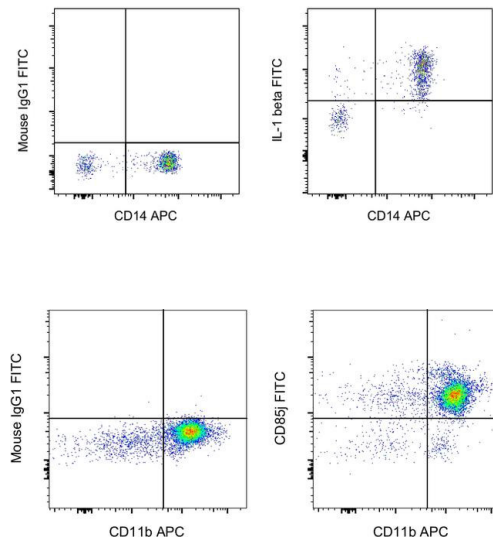 Mouse IgG1 FITC
CD14 APC
IL-1 beta FITC
CD14 APC
Mouse IgG1 FITC
CD11b APC
CD85j FITC
CD11b APC